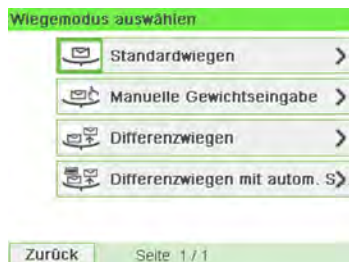 Wiegemodus auswählen
Standardwiegen
Manuelle Gewichtseingabe
Differenzwiegen
Differenzwiegen mit autom. S
Zurück Seite 1 / 1